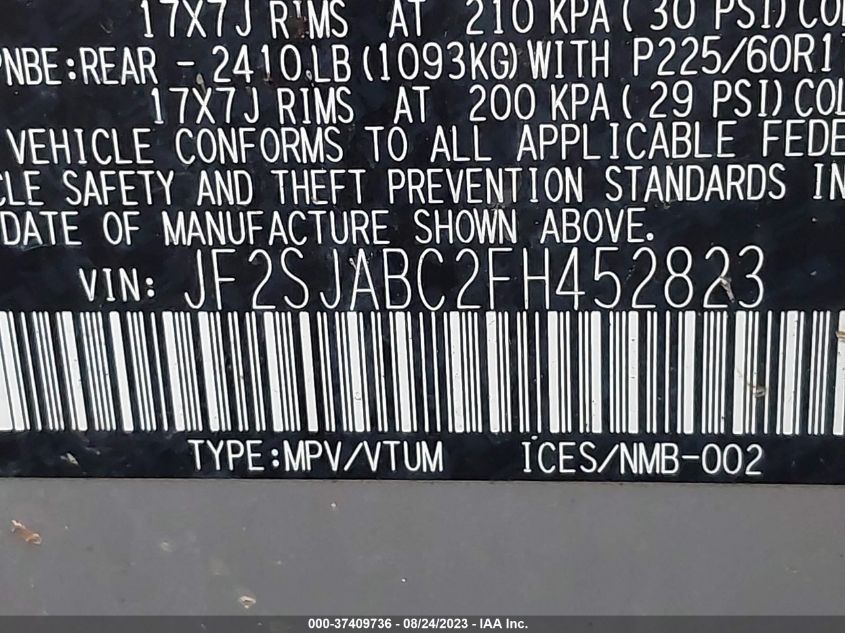 17X7J RIMS AT 210 KPA( 30 PSI)
PNBE:REAR - 2410.LB(1093KG)WITH P225/60R1
17X7J RIMS AT 200 KPA( 29 PSI)COL
VEHICLE CONFORMS TO ALL APPLICABLE FEDE
CLE SAFETY AND THEFT PREVENTION STANDARDS IN
DATE OF MANUFACTURE SHOWN ABOVE.
VIN: JF2SJABC2FH452823
TYPE:MPV/VTUM ICES/NMB-002
000-37409736 - 08/24/2023 - IAA Inc.